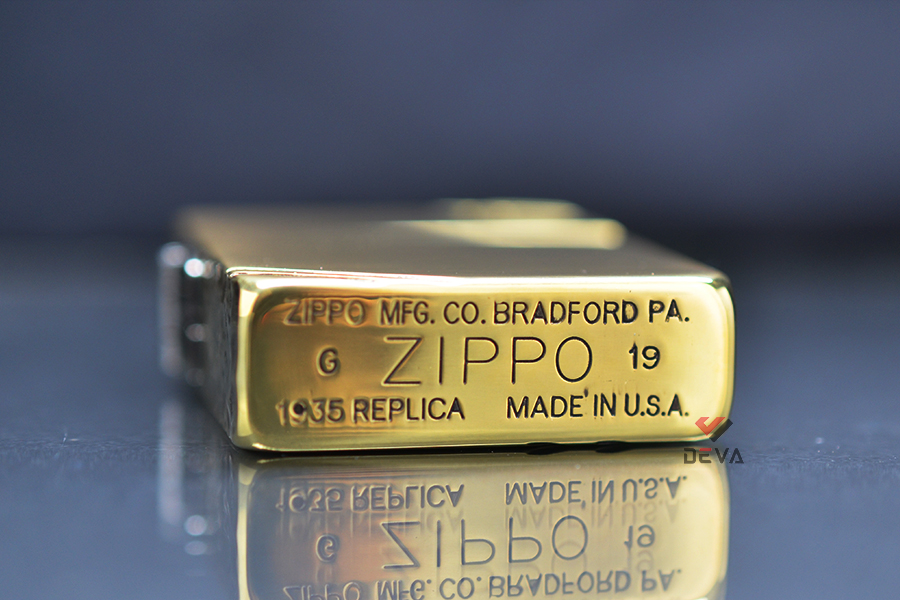 ZIPPO MFG. CO. BRADFORD PA.
G ZIPPO 19
1935 REPLICA MADE IN U.S.A.
DEVA